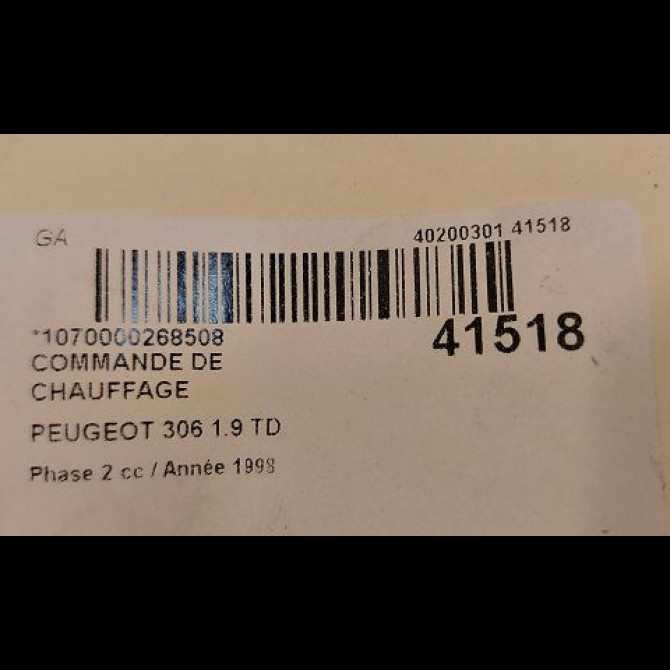 GA
40200301 41518
*1070000268508
41518
COMMANDE DE
CHAUFFAGE
PEUGEOT 306 1.9 TD
Phase 2 cc / Année 1998